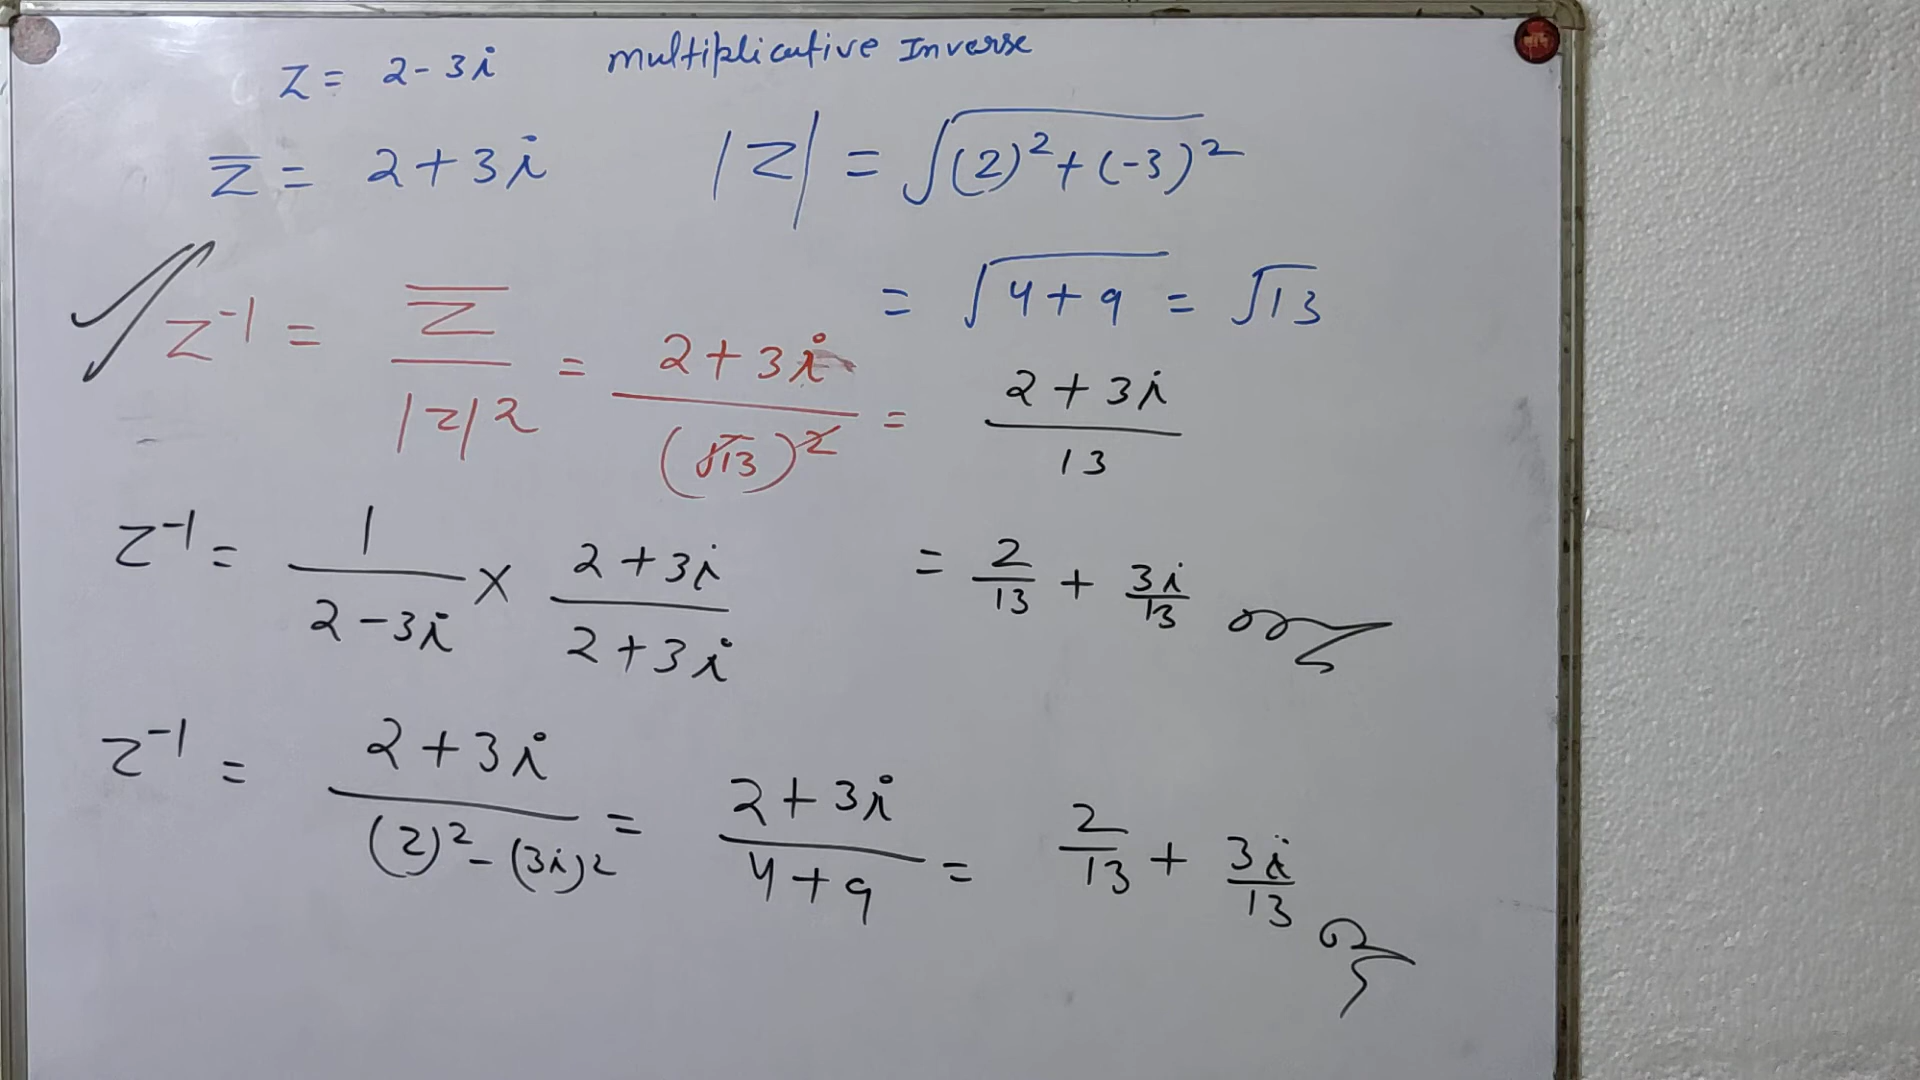 z = 2-3i multiplicative Inverse
z̅ = 2+3i |z| = √(2)²+(-3)²
= √4+9 = √13
z⁻¹ = z̅/|z|² = 2+3i/(√13)² = 2+3i/13
z⁻¹ = 1/2-3i × 2+3i/2+3i = 2/13 + 3i/13
z⁻¹ = 2+3i/(2)²-(3i)² = 2+3i/4+9 = 2/13 + 3i/13